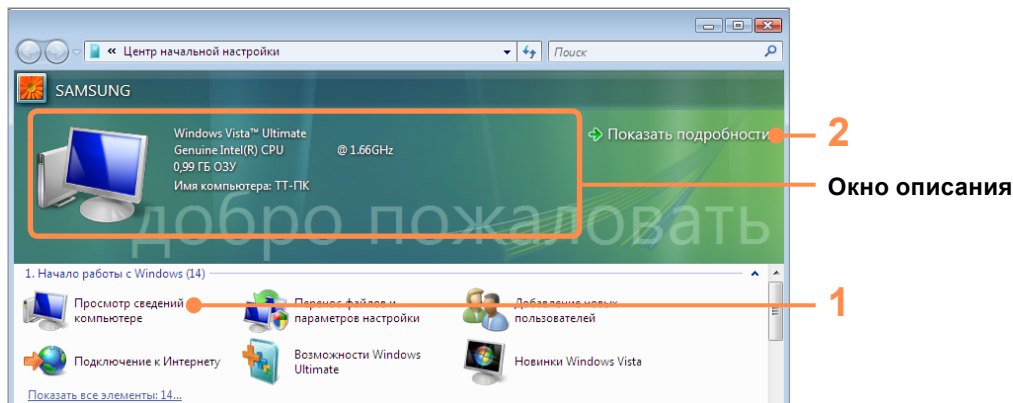 Центр начальной настройки
Поиск
SAMSUNG
Windows Vista™ Ultimate
Genuine Intel(R) CPU @ 1.66GHz
0,99 ГБ ОЗУ
Имя компьютера: ТТ-ПК
Показать подробности
2
Окно описания
добро пожаловать
1. Начало работы с Windows (14)
Просмотр сведений
компьютере
Перенос файлов и
параметров настройки
Добавление новых
пользователей
1
Подключение к Интернету
Возможности Windows
Ultimate
Новинки Windows Vista
Показать все элементы: 14...